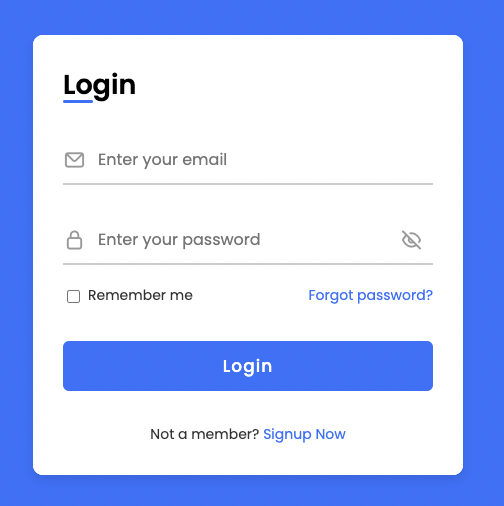 Login
Enter your email
Enter your password
Remember me Forgot password?
Login
Not a member? Signup Now